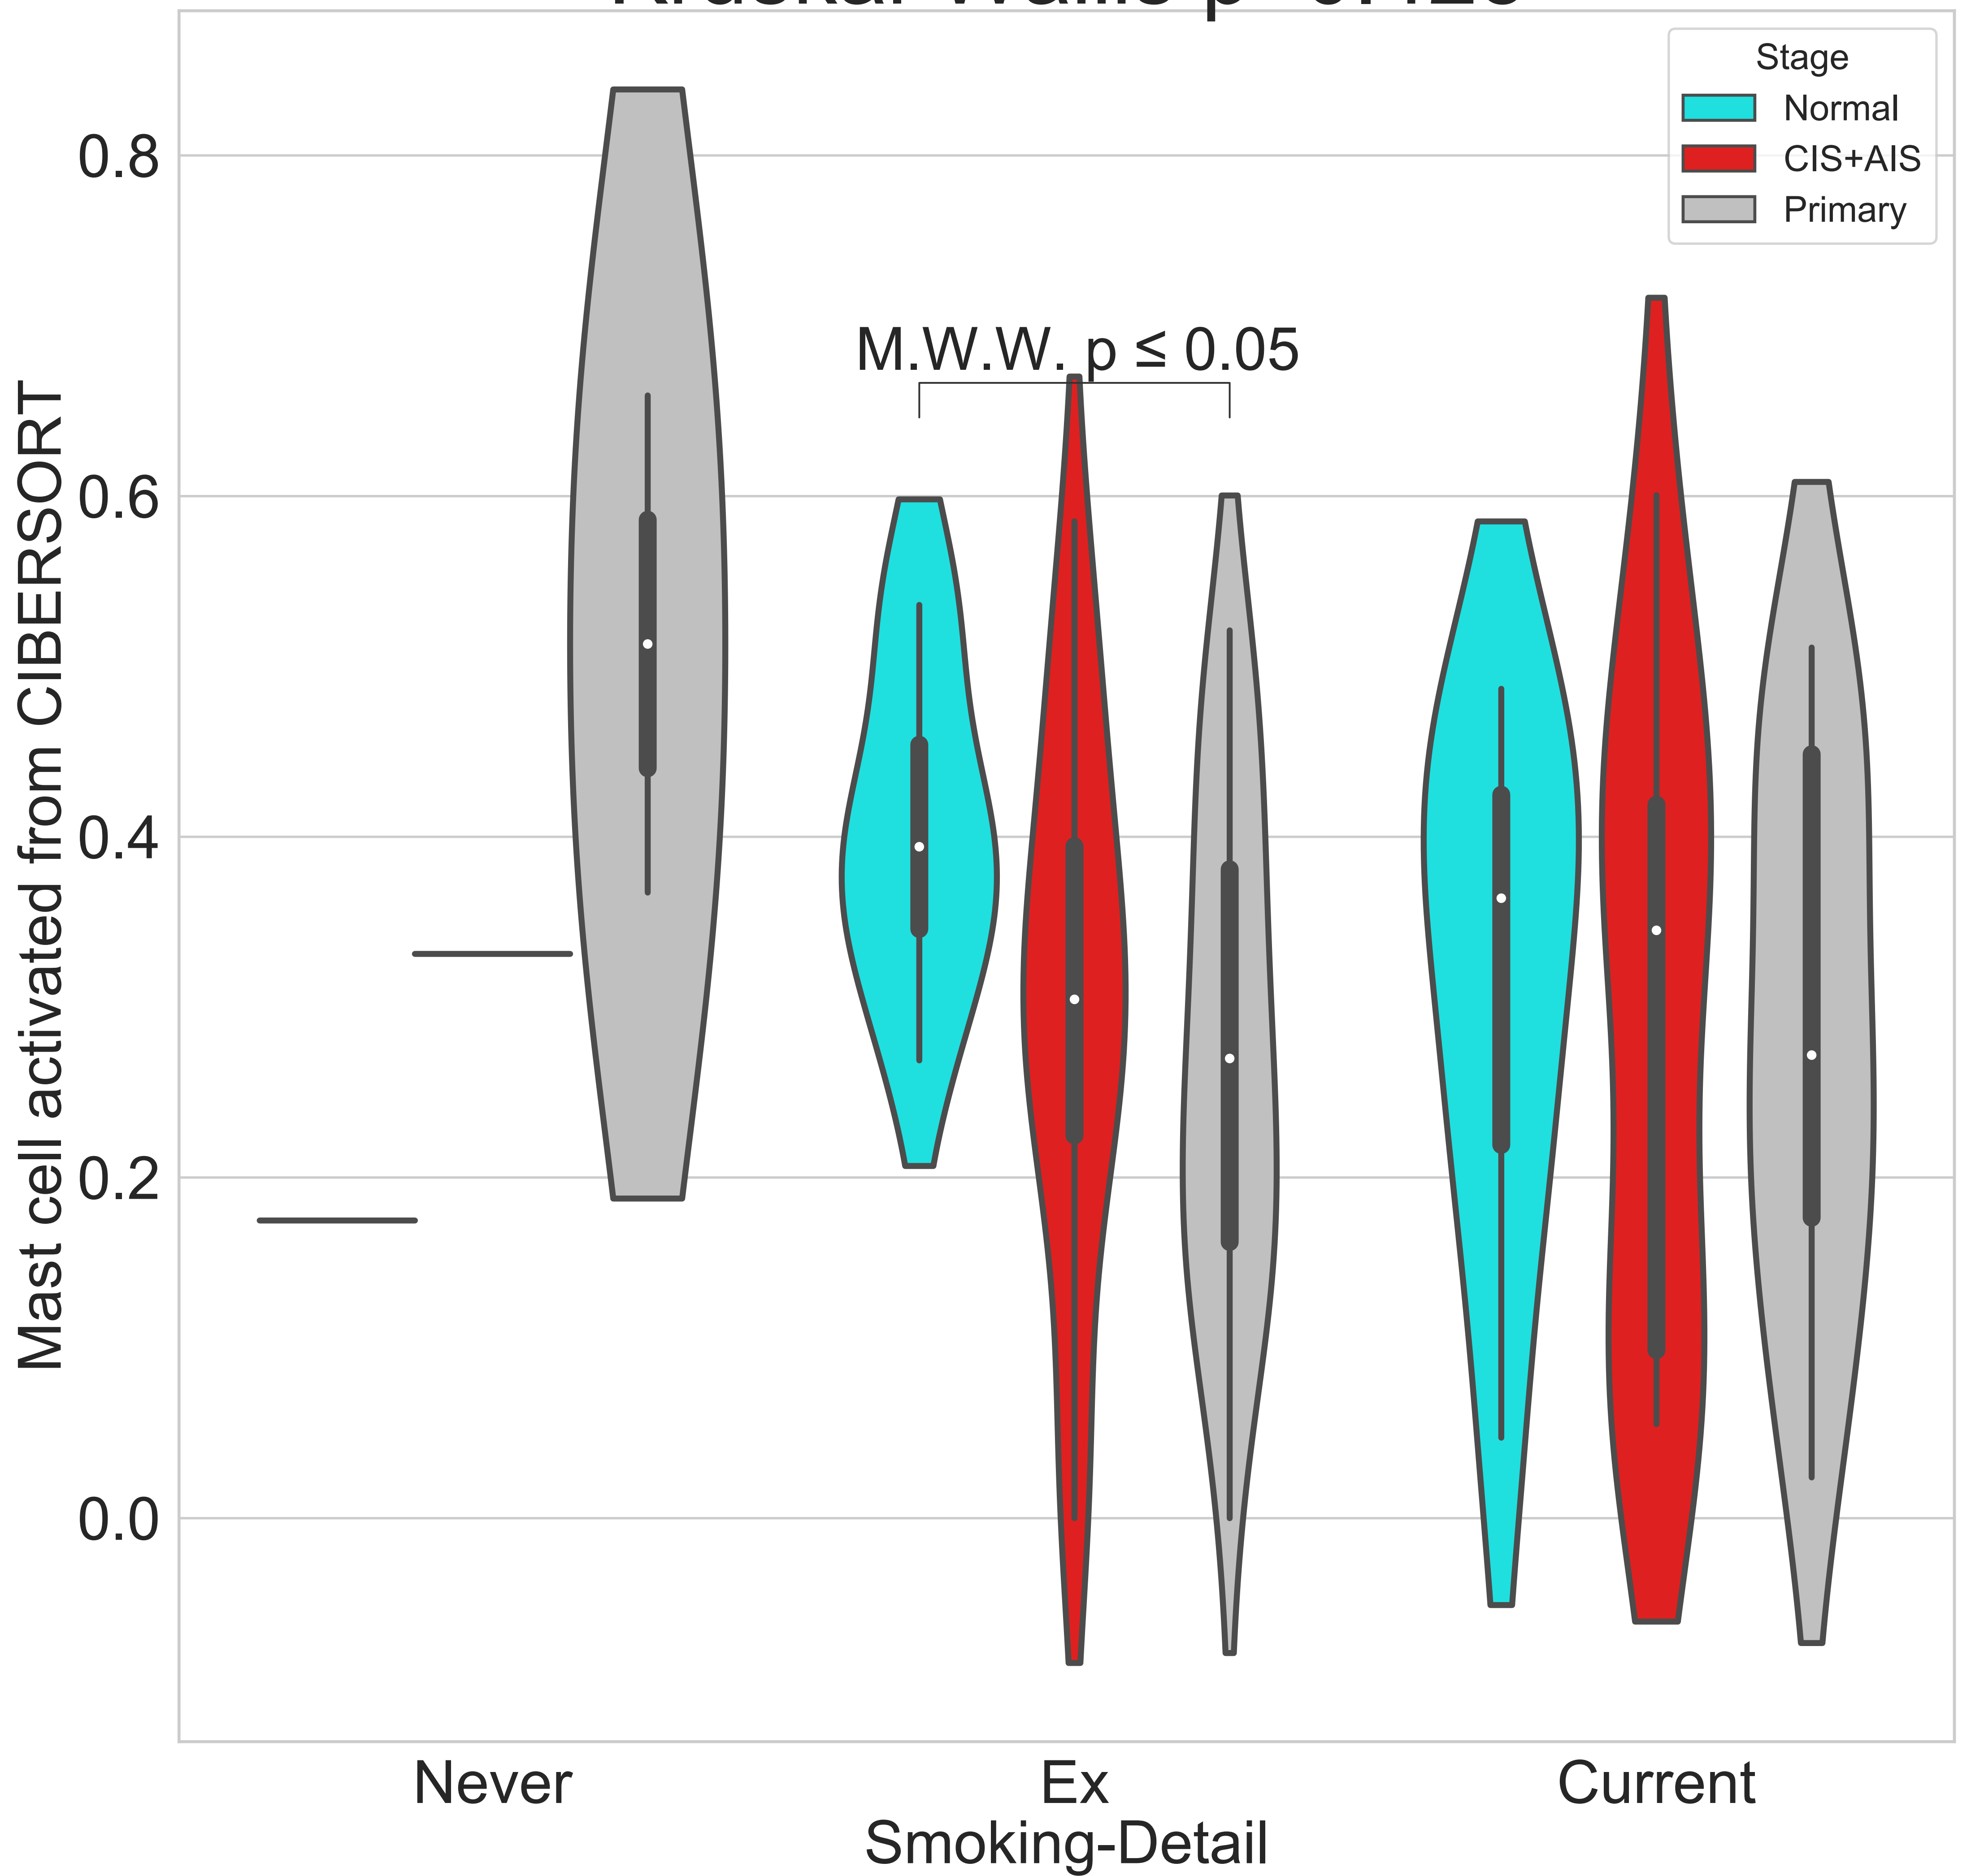 Stage
Normal
CIS+AIS
Primary
M.W.W. p ≤ 0.05
Mast cell activated from CIBERSORT
0.8
0.6
0.4
0.2
0.0
Never
Ex
Current
Smoking-Detail